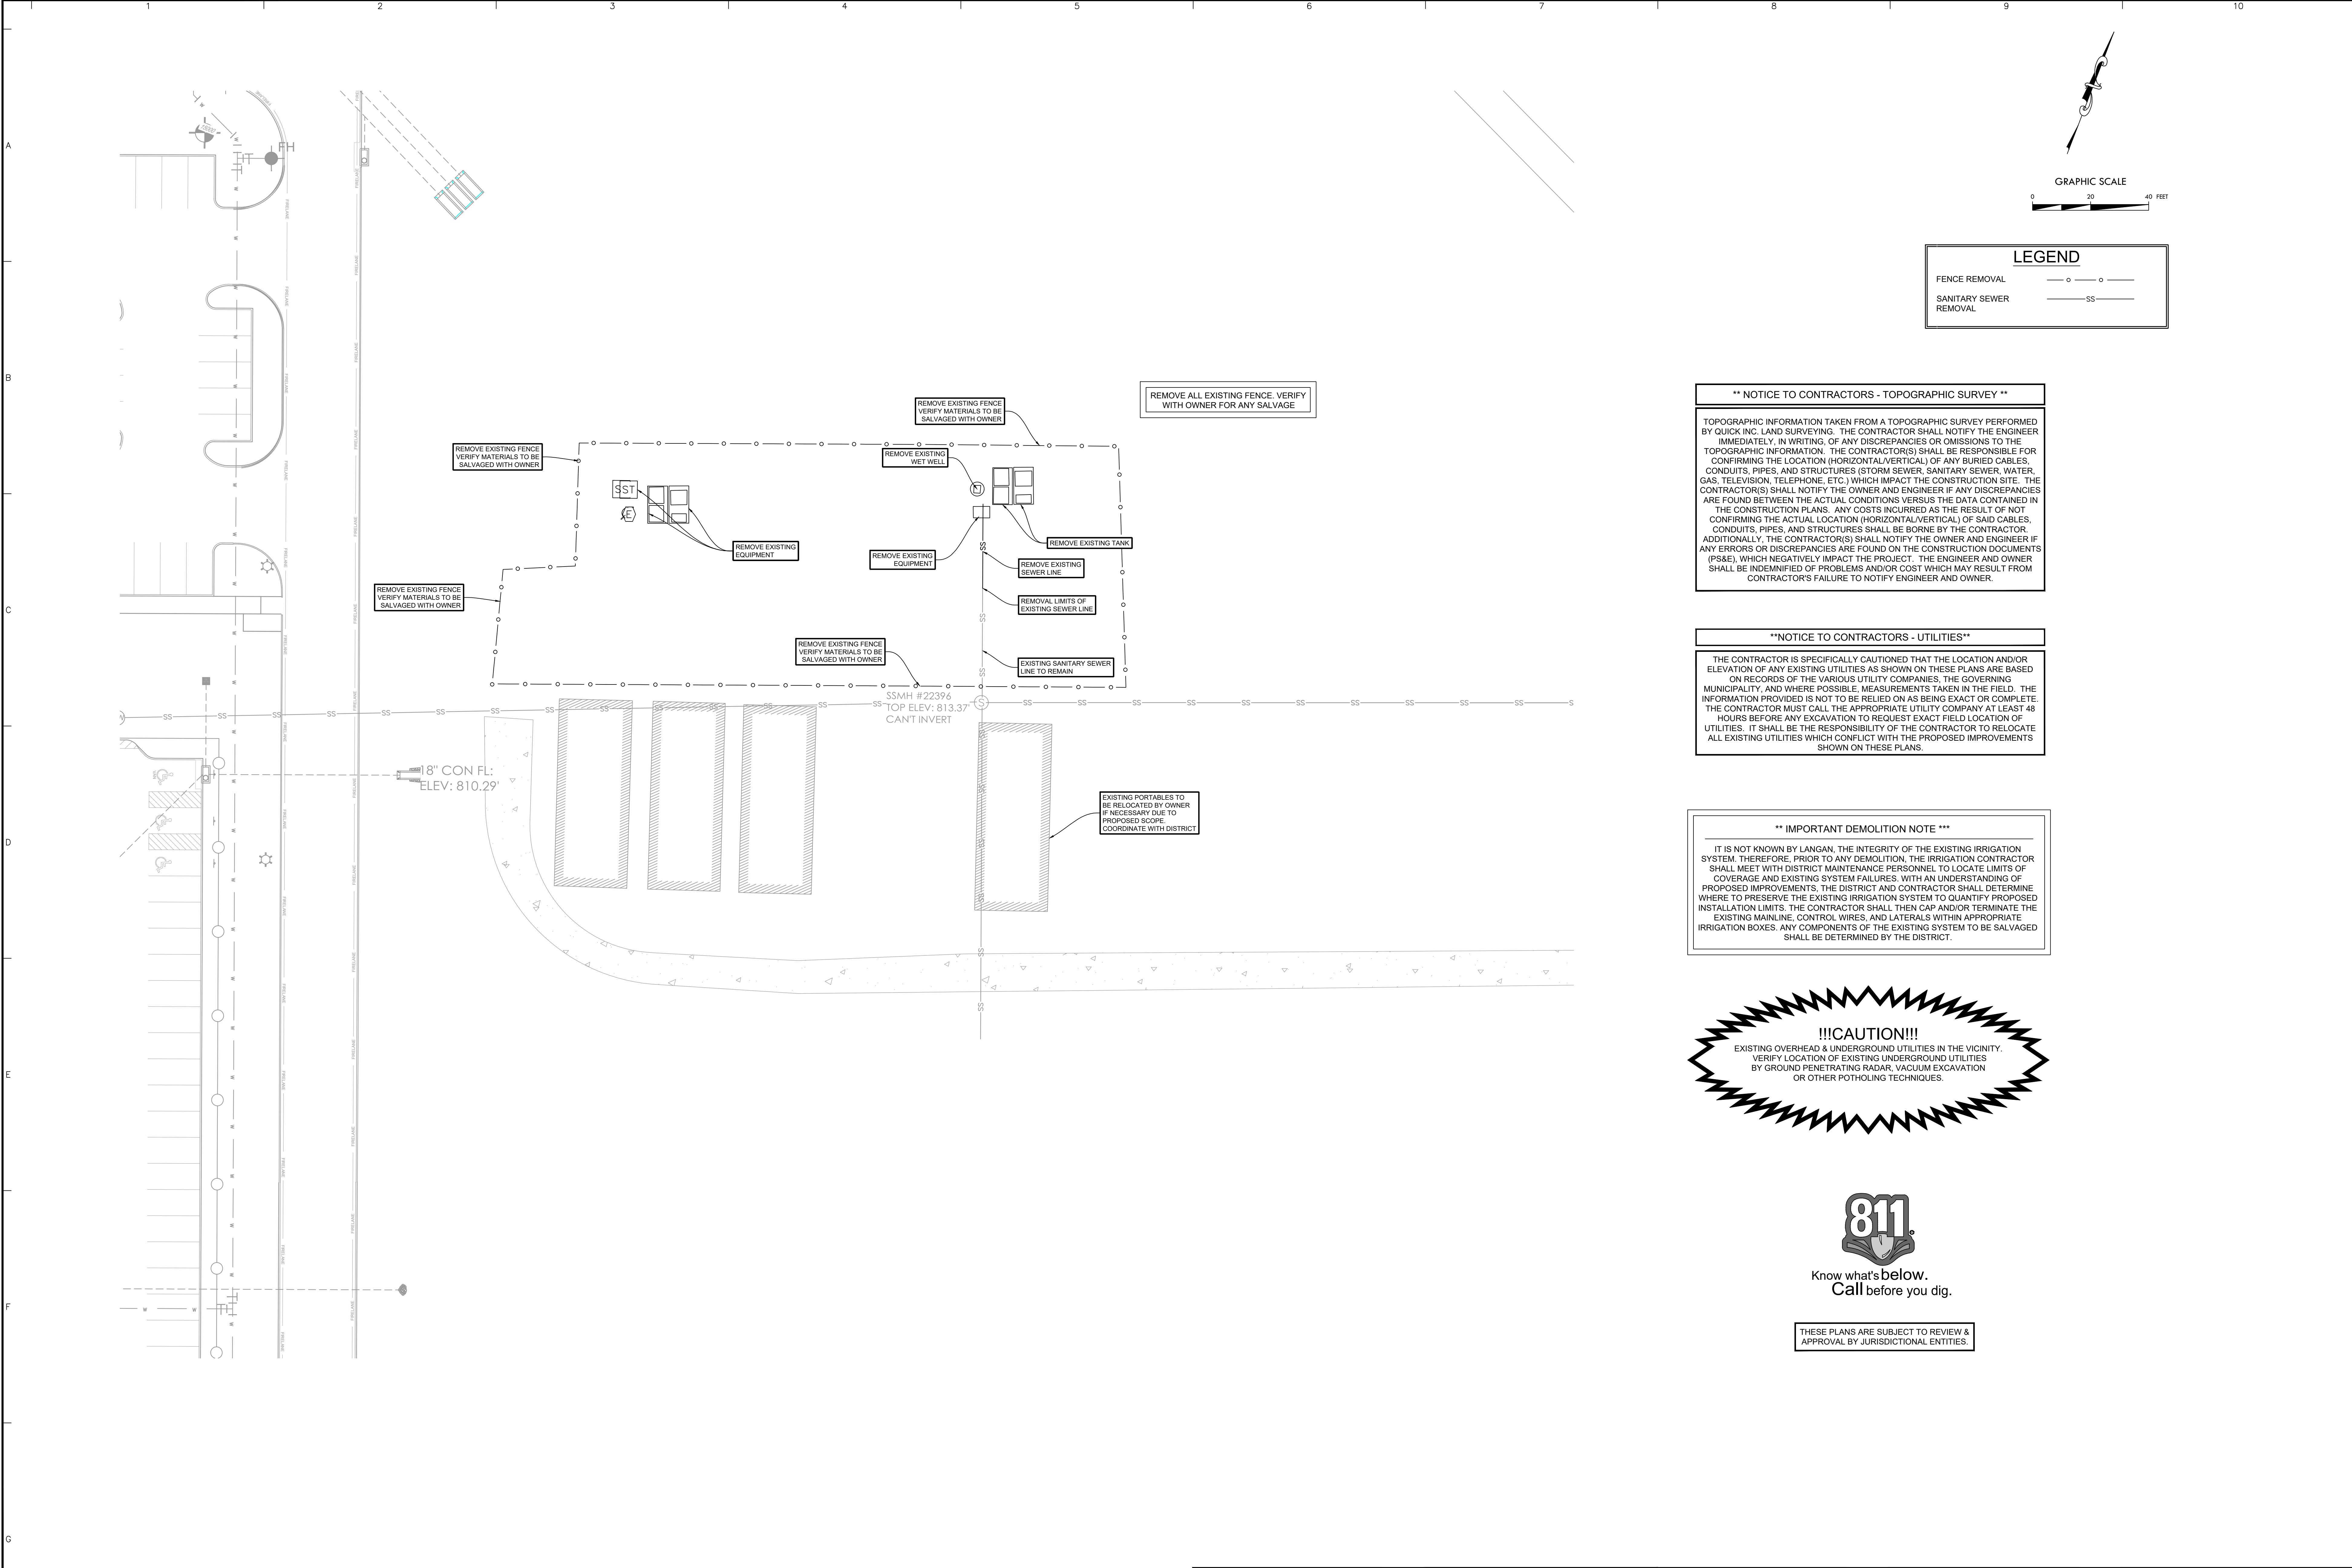 1 2 3 4 5 6 7 8 9 10
A
B
C
D
E
F
G
GRAPHIC SCALE
0 20 40 FEET
LEGEND
FENCE REMOVAL
SANITARY SEWER
REMOVAL
SS
REMOVE ALL EXISTING FENCE. VERIFY
WITH OWNER FOR ANY SALVAGE
REMOVE EXISTING FENCE
VERIFY MATERIALS TO BE
SALVAGED WITH OWNER
REMOVE EXISTING FENCE
VERIFY MATERIALS TO BE
SALVAGED WITH OWNER
REMOVE EXISTING
WET WELL
SST
E
REMOVE EXISTING
EQUIPMENT
REMOVE EXISTING
EQUIPMENT
REMOVE EXISTING TANK
REMOVE EXISTING
SEWER LINE
REMOVE EXISTING FENCE
VERIFY MATERIALS TO BE
SALVAGED WITH OWNER
REMOVAL LIMITS OF
EXISTING SEWER LINE
REMOVE EXISTING FENCE
VERIFY MATERIALS TO BE
SALVAGED WITH OWNER
EXISTING SANITARY SEWER
LINE TO REMAIN
SSMH #22396
TOP ELEV: 813.37'
CAN'T INVERT
S
18" CON FL:
ELEV: 810.29'
EXISTING PORTABLES TO
BE RELOCATED BY OWNER
IF NECESSARY DUE TO
PROPOSED SCOPE.
COORDINATE WITH DISTRICT
FIRELANE
** NOTICE TO CONTRACTORS - TOPOGRAPHIC SURVEY **
TOPOGRAPHIC INFORMATION TAKEN FROM A TOPOGRAPHIC SURVEY PERFORMED
BY QUICK INC. LAND SURVEYING. THE CONTRACTOR SHALL NOTIFY THE ENGINEER
IMMEDIATELY, IN WRITING, OF ANY DISCREPANCIES OR OMISSIONS TO THE
TOPOGRAPHIC INFORMATION. THE CONTRACTOR(S) SHALL BE RESPONSIBLE FOR
CONFIRMING THE LOCATION (HORIZONTAL/VERTICAL) OF ANY BURIED CABLES,
CONDUITS, PIPES, AND STRUCTURES (STORM SEWER, SANITARY SEWER, WATER,
GAS, TELEVISION, TELEPHONE, ETC.) WHICH IMPACT THE CONSTRUCTION SITE. THE
CONTRACTOR(S) SHALL NOTIFY THE OWNER AND ENGINEER IF ANY DISCREPANCIES
ARE FOUND BETWEEN THE ACTUAL CONDITIONS VERSUS THE DATA CONTAINED IN
THE CONSTRUCTION PLANS. ANY COSTS INCURRED AS THE RESULT OF NOT
CONFIRMING THE ACTUAL LOCATION (HORIZONTAL/VERTICAL) OF SAID CABLES,
CONDUITS, PIPES, AND STRUCTURES SHALL BE BORNE BY THE CONTRACTOR.
ADDITIONALLY, THE CONTRACTOR(S) SHALL NOTIFY THE OWNER AND ENGINEER IF
ANY ERRORS OR DISCREPANCIES ARE FOUND ON THE CONSTRUCTION DOCUMENTS
(PS&E), WHICH NEGATIVELY IMPACT THE PROJECT. THE ENGINEER AND OWNER
SHALL BE INDEMNIFIED OF PROBLEMS AND/OR COST WHICH MAY RESULT FROM
CONTRACTOR'S FAILURE TO NOTIFY ENGINEER AND OWNER.
**NOTICE TO CONTRACTORS - UTILITIES**
THE CONTRACTOR IS SPECIFICALLY CAUTIONED THAT THE LOCATION AND/OR
ELEVATION OF ANY EXISTING UTILITIES AS SHOWN ON THESE PLANS ARE BASED
ON RECORDS OF THE VARIOUS UTILITY COMPANIES, THE GOVERNING
MUNICIPALITY, AND WHERE POSSIBLE, MEASUREMENTS TAKEN IN THE FIELD. THE
INFORMATION PROVIDED IS NOT TO BE RELIED ON AS BEING EXACT OR COMPLETE.
THE CONTRACTOR MUST CALL THE APPROPRIATE UTILITY COMPANY AT LEAST 48
HOURS BEFORE ANY EXCAVATION TO REQUEST EXACT FIELD LOCATION OF
UTILITIES. IT SHALL BE THE RESPONSIBILITY OF THE CONTRACTOR TO RELOCATE
ALL EXISTING UTILITIES WHICH CONFLICT WITH THE PROPOSED IMPROVEMENTS
SHOWN ON THESE PLANS.
** IMPORTANT DEMOLITION NOTE ***
IT IS NOT KNOWN BY LANGAN, THE INTEGRITY OF THE EXISTING IRRIGATION
SYSTEM. THEREFORE, PRIOR TO ANY DEMOLITION, THE IRRIGATION CONTRACTOR
SHALL MEET WITH DISTRICT MAINTENANCE PERSONNEL TO LOCATE LIMITS OF
COVERAGE AND EXISTING SYSTEM FAILURES. WITH AN UNDERSTANDING OF
PROPOSED IMPROVEMENTS, THE DISTRICT AND CONTRACTOR SHALL DETERMINE
WHERE TO PRESERVE THE EXISTING IRRIGATION SYSTEM TO QUANTIFY PROPOSED
INSTALLATION LIMITS. THE CONTRACTOR SHALL THEN CAP AND/OR TERMINATE THE
EXISTING MAINLINE, CONTROL WIRES, AND LATERALS WITHIN APPROPRIATE
IRRIGATION BOXES. ANY COMPONENTS OF THE EXISTING SYSTEM TO BE SALVAGED
SHALL BE DETERMINED BY THE DISTRICT.
!!!CAUTION!!!
EXISTING OVERHEAD & UNDERGROUND UTILITIES IN THE VICINITY.
VERIFY LOCATION OF EXISTING UNDERGROUND UTILITIES
BY GROUND PENETRATING RADAR, VACUUM EXCAVATION
OR OTHER POTHOLING TECHNIQUES.
811
Know what's below.
Call before you dig.
THESE PLANS ARE SUBJECT TO REVIEW &
APPROVAL BY JURISDICTIONAL ENTITIES.